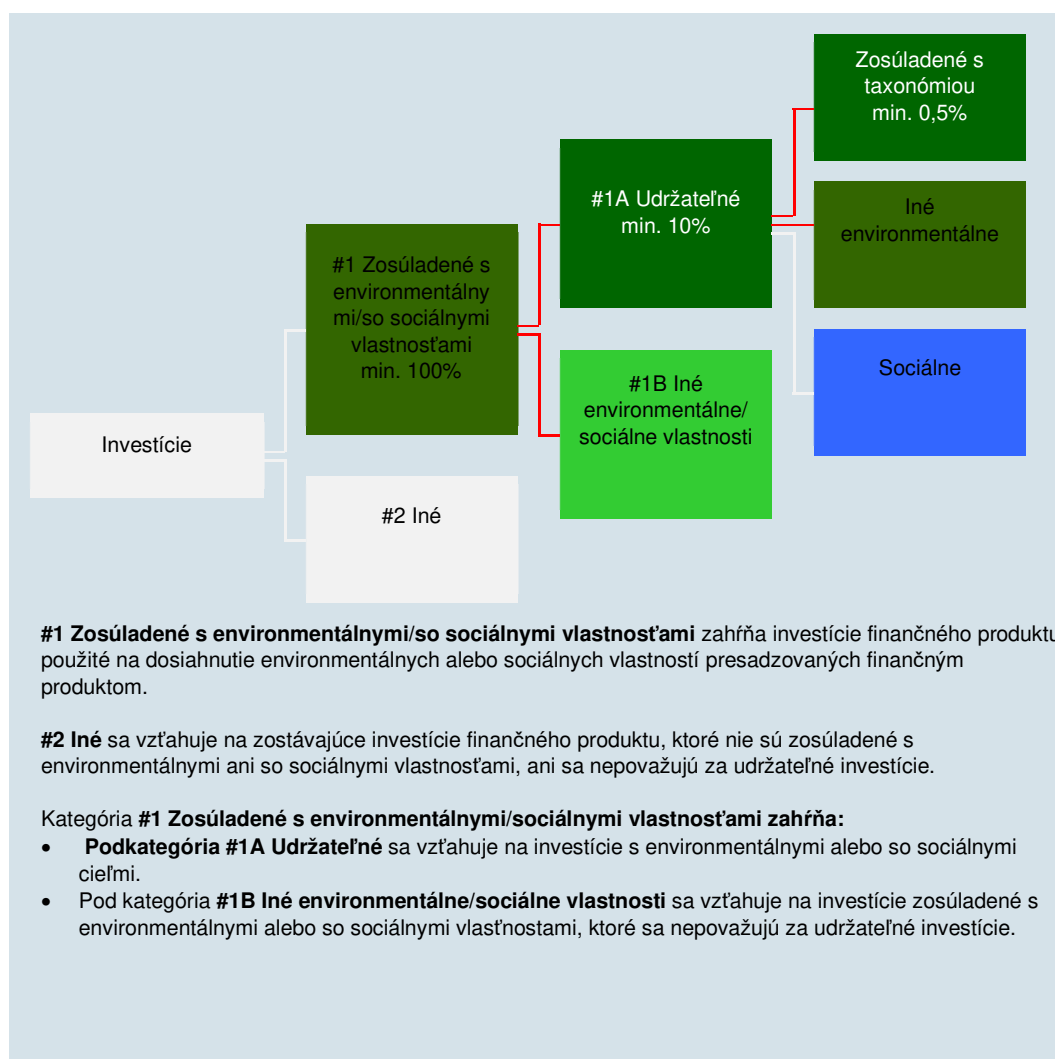 Zosúladené s
taxonómiou
min. 0,5%
#1A Udržateľné
min. 10%
Iné
environmentálne
#1 Zosúladené s
environmentálny
mi/so sociálnymi
vlastnosťami
min. 100%
Sociálne
#1B Iné
environmentálne/
sociálne vlastnosti
Investície
#2 Iné
#1 Zosúladené s environmentálnymi/so sociálnymi vlastnosťami zahŕňa investície finančného produktu
použité na dosiahnutie environmentálnych alebo sociálnych vlastností presadzovaných finančným
produktom.
#2 Iné sa vzťahuje na zostávajúce investície finančného produktu, ktoré nie sú zosúladené s
environmentálnymi ani so sociálnymi vlastnosťami, ani sa nepovažujú za udržateľné investície.
Kategória #1 Zosúladené s environmentálnymi/sociálnymi vlastnosťami zahŕňa:
• Podkategória #1A Udržateľné sa vzťahuje na investície s environmentálnymi alebo so sociálnymi
cieľmi.
• Pod kategória #1B Iné environmentálne/sociálne vlastnosti sa vzťahuje na investície zosúladené s
environmentálnymi alebo so sociálnymi vlasťnostami, ktoré sa nepovažujú za udržateľné investície.